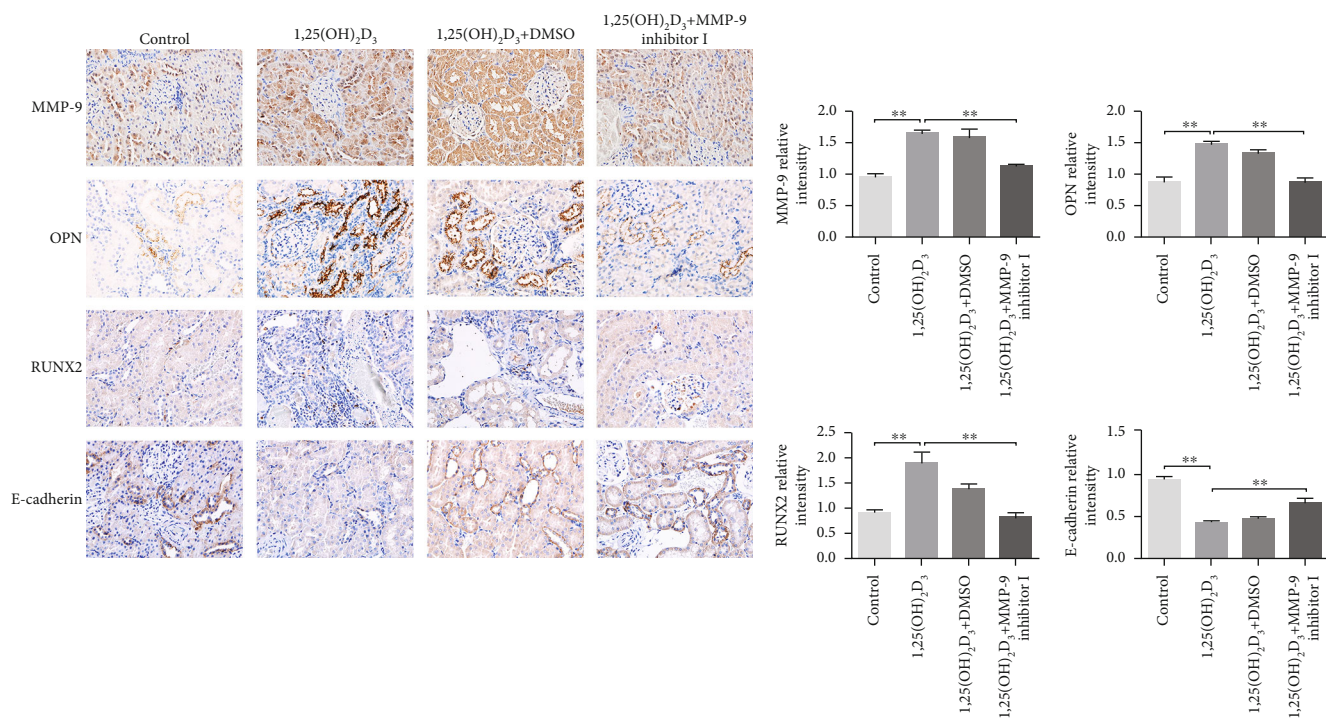 Control
1,25(OH)₂D₃
1,25(OH)₂D₃+DMSO
1,25(OH)₂D₃+MMP-9
inhibitor I
MMP-9
OPN
RUNX2
E-cadherin
MMP-9 relative
intensitty
2.0
1.5
1.0
0.5
0.0
**
**
Control
1,25(OH)₂D₃
1,25(OH)₂D₃+DMSO
1,25(OH)₂D₃+MMP-9
inhibitor I
OPN relative
intensitty
2.0
1.5
1.0
0.5
0.0
**
**
Control
1,25(OH)₂D₃
1,25(OH)₂D₃+DMSO
1,25(OH)₂D₃+MMP-9
inhibitor I
RUNX2 relative
intensitty
2.5
2.0
1.5
1.0
0.5
0.0
**
**
Control
1,25(OH)₂D₃
1,25(OH)₂D₃+DMSO
1,25(OH)₂D₃+MMP-9
inhibitor I
E-cadherin relative
intensitty
1.5
1.0
0.5
0.0
**
**
Control
1,25(OH)₂D₃
1,25(OH)₂D₃+DMSO
1,25(OH)₂D₃+MMP-9
inhibitor I